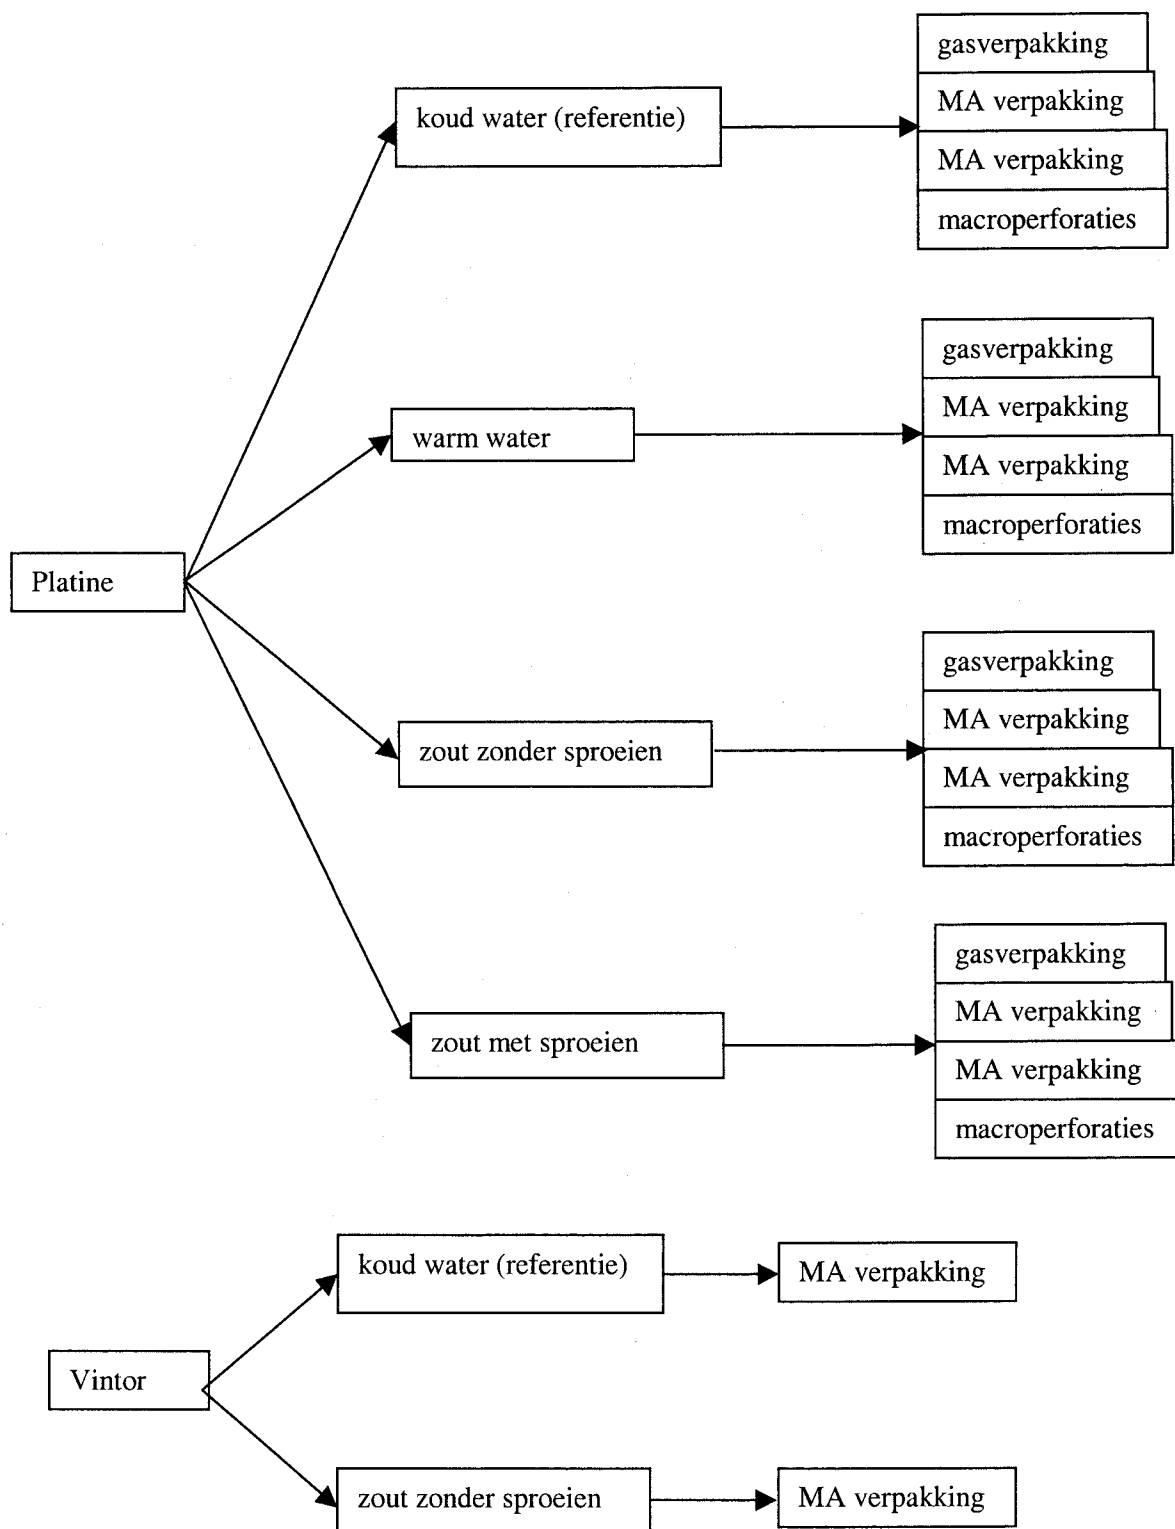 gasverpakking
koud water (referentie)
MA verpakking
MA verpakking
macroperforaties
gasverpakking
MA verpakking
warm water
MA verpakking
macroperforaties
Platine
gasverpakking
MA verpakking
zout zonder sproeien
MA verpakking
macroperforaties
gasverpakking
MA verpakking
zout met sproeien
MA verpakking
macroperforaties
koud water (referentie)
MA verpakking
Vintor
zout zonder sproeien
MA verpakking